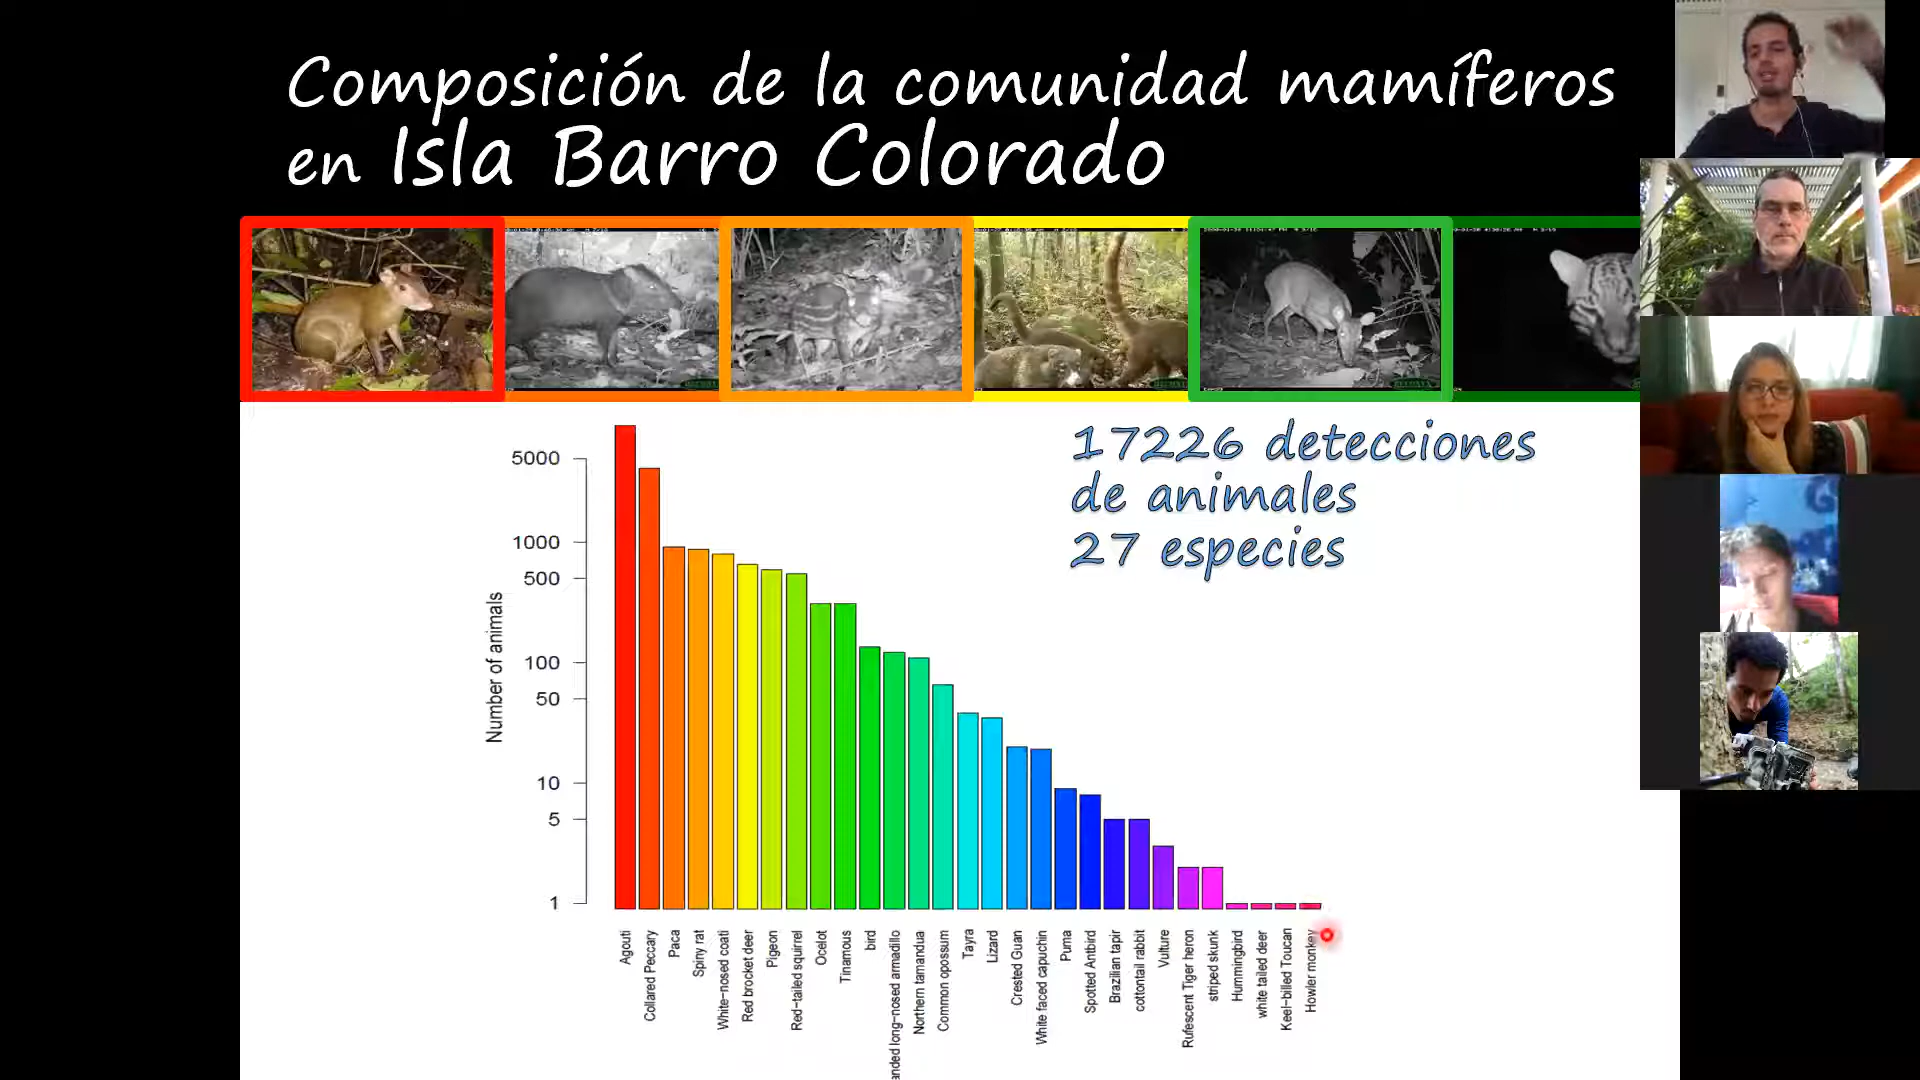 Composición de la comunidad mamíferos
en Isla Barro Colorado
17226 detecciones
de animales
27 especies
Number of animals
5000
1000
500
100
50
10
5
1
Agouti
Collared Peccary
Paca
Spiny rat
White-nosed coati
Red brocket deer
Pigeon
Red-tailed squirrel
Ocelot
Tinamous
bird
anded long-nosed armadillo
Northern tamandua
Common opossum
Tayra
Lizard
Crested Guan
White faced capuchin
Puma
Spotted Antbird
Brazilian tapir
cottontail rabbit
Vulture
Rufescent Tiger heron
striped skunk
Hummingbird
white tailed deer
Keel-billed Toucan
Howler monkey